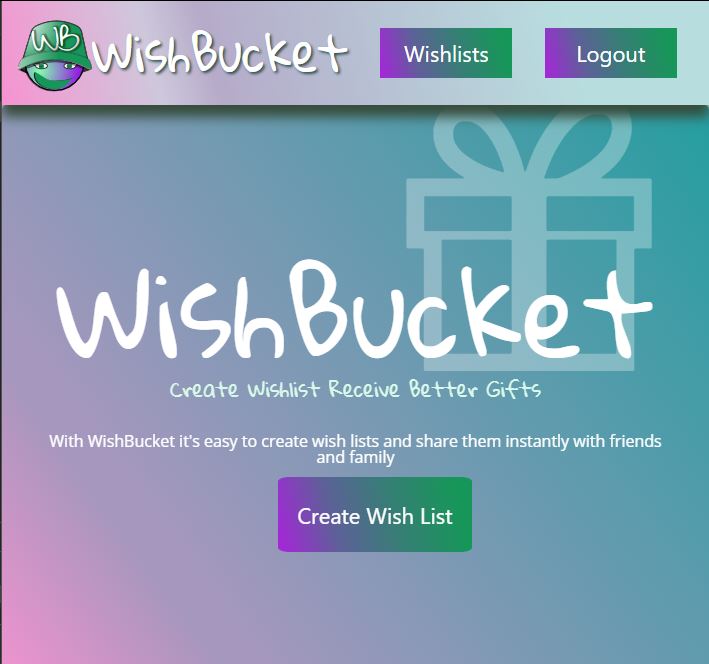 WB WishBucket Wishlists Logout
WishBucket
Create Wishlist Receive Better Gifts
With WishBucket it's easy to create wish lists and share them instantly with friends
and family
Create Wish List